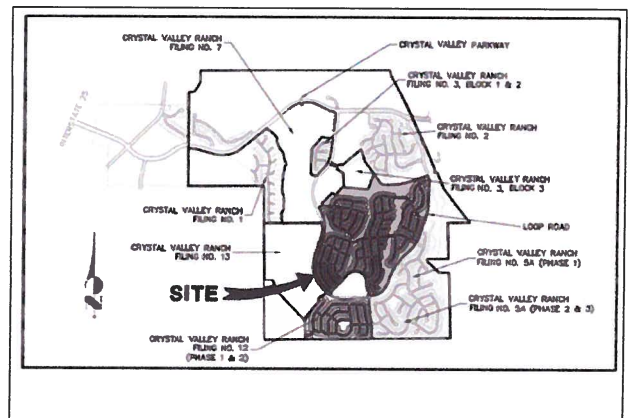 CRYSTAL VALLEY RANCH
FILING NO. 7
CRYSTAL VALLEY PARKWAY
CRYSTAL VALLEY RANCH
FILING NO. 3, BLOCK 1 & 2
INTERSTATE 25
CRYSTAL VALLEY RANCH
FILING NO. 2
CRYSTAL VALLEY RANCH
FILING NO. 3, BLOCK 3
CRYSTAL VALLEY RANCH
FILING NO. 1
LOOP ROAD
CRYSTAL VALLEY RANCH
FILING NO. 13
CRYSTAL VALLEY RANCH
FILING NO. 5A (PHASE 1)
SITE
CRYSTAL VALLEY RANCH
FILING NO. 5A (PHASE 2 & 3)
CRYSTAL VALLEY RANCH
FILING NO. 12
(PHASE 1 & 2)